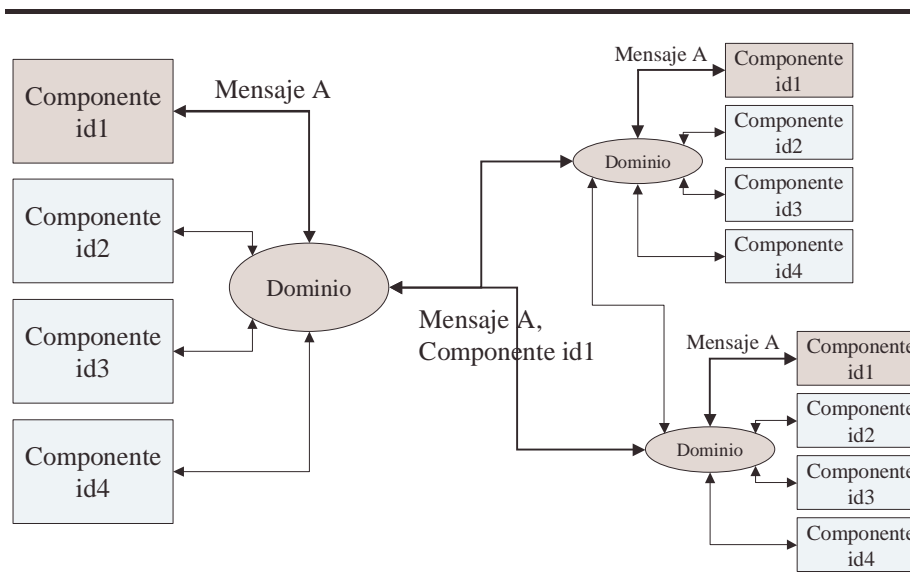 Componente
id1
Mensaje A
Componente
id2
Componente
id3
Componente
id4
Dominio
Mensaje A,
Componente id1
Mensaje A
Componente
id1
Componente
id2
Componente
id3
Componente
id4
Dominio
Mensaje A
Componente
id1
Componente
id2
Componente
id3
Componente
id4
Dominio